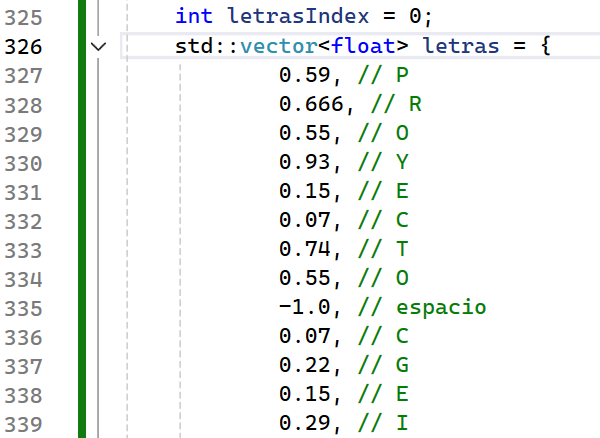 325 int letrasIndex = 0;
326 std::vector<float> letras = {
327 0.59, // P
328 0.666, // R
329 0.55, // O
330 0.93, // Y
331 0.15, // E
332 0.07, // C
333 0.74, // T
334 0.55, // O
335 -1.0, // espacio
336 0.07, // C
337 0.22, // G
338 0.15, // E
339 0.29, // I